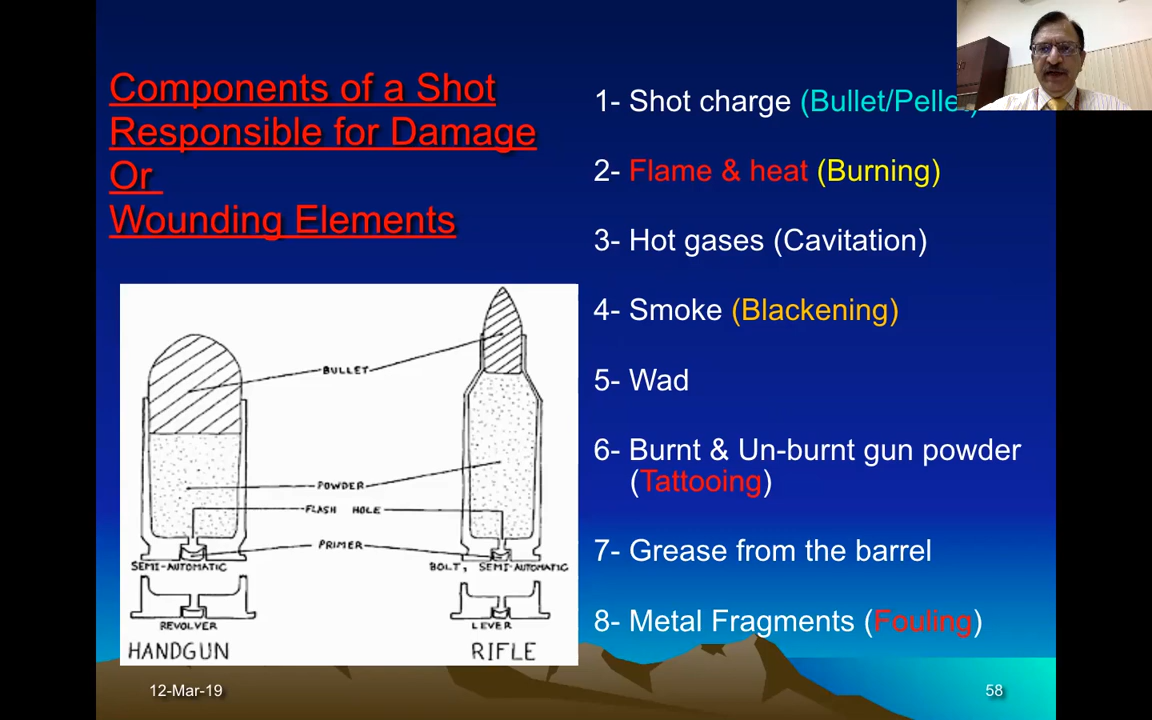 Components of a Shot
Responsible for Damage
Or
Wounding Elements
1- Shot charge (Bullet/Pelle
2- Flame & heat (Burning)
3- Hot gases (Cavitation)
4- Smoke (Blackening)
5- Wad
6- Burnt & Un-burnt gun powder
(Tattooing)
7- Grease from the barrel
8- Metal Fragments (Fouling)
BULLET
POWDER
FLASH HOLE
PRIMER
SEMI-AUTOMATIC
BOLT, SEMI-AUTOMATIC
REVOLVER
LEVER
HANDGUN
RIFLE
12-Mar-19
58